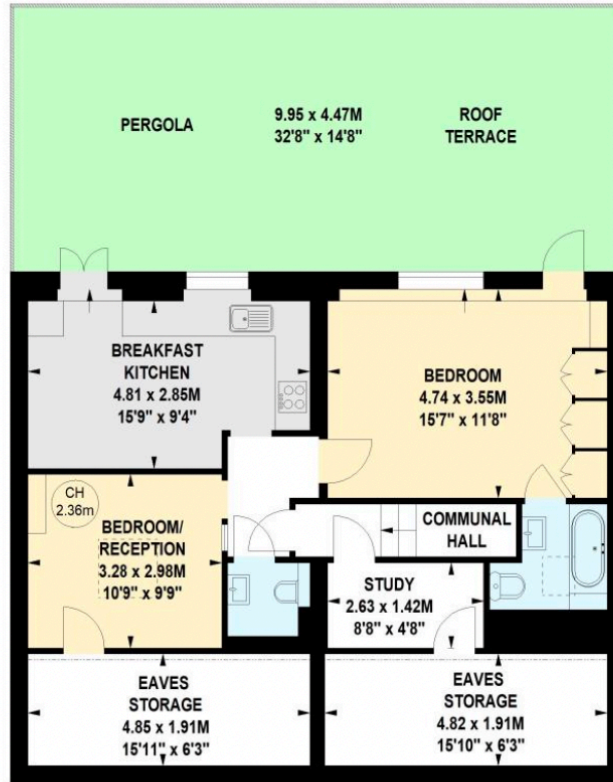 PERGOLA
9.95 x 4.47M
32'8" x 14'8"
ROOF
TERRACE
BREAKFAST
KITCHEN
4.81 x 2.85M
15'9" x 9'4"
BEDROOM
4.74 x 3.55M
15'7" x 11'8"
CH
2.36m
BEDROOM/
RECEPTION
3.28 x 2.98M
10'9" x 9'9"
COMMUNAL
HALL
STUDY
2.63 x 1.42M
8'8" x 4'8"
EAVES
STORAGE
4.85 x 1.91M
15'11" x 6'3"
EAVES
STORAGE
4.82 x 1.91M
15'10" x 6'3"